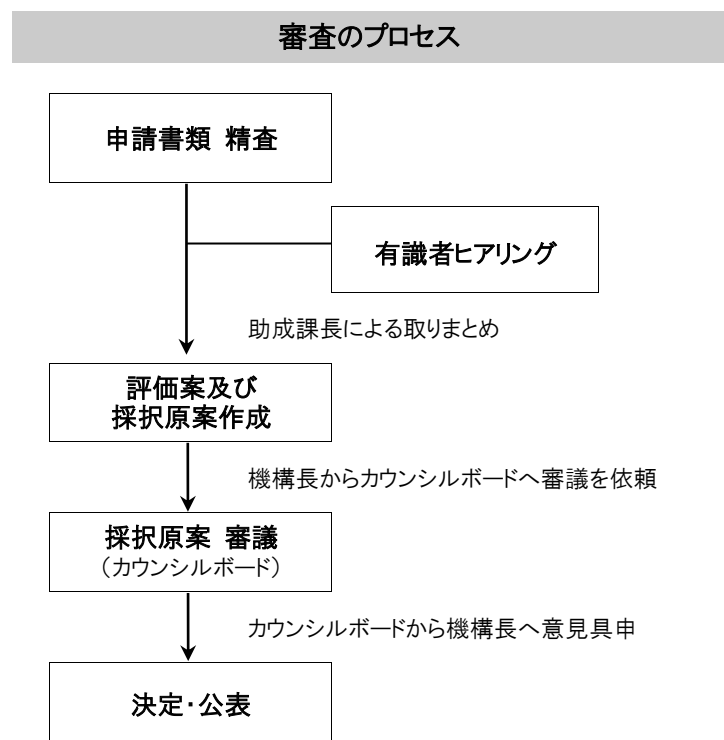 審査のプロセス
申請書類 精査
有識者ヒアリング
助成課長による取りまとめ
評価案及び
採択原案作成
機構長からカウンシルボードへ審議を依頼
採択原案 審議
（カウンシルボード）
カウンシルボードから機構長へ意見具申
決定・公表